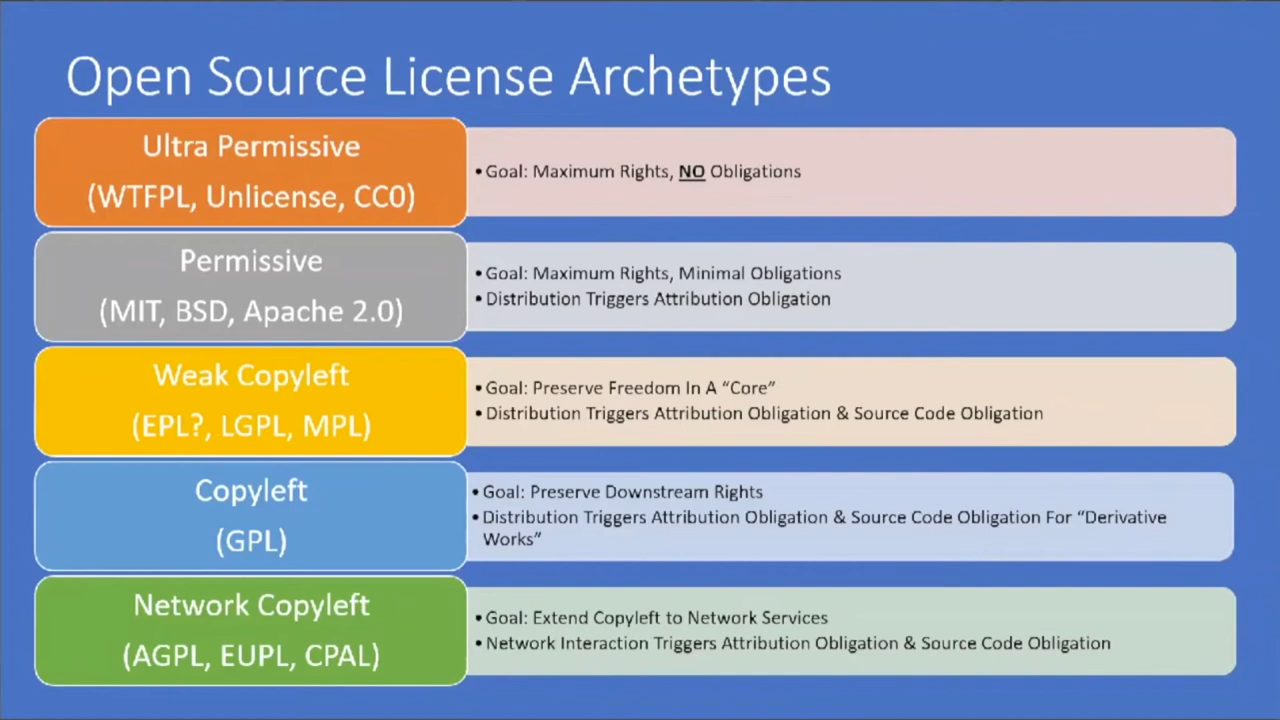 Open Source License Archetypes
Ultra Permissive
(WTFPL, Unlicense, CC0)
• Goal: Maximum Rights, NO Obligations
Permissive
(MIT, BSD, Apache 2.0)
• Goal: Maximum Rights, Minimal Obligations
• Distribution Triggers Attribution Obligation
Weak Copyleft
(EPL?, LGPL, MPL)
• Goal: Preserve Freedom In A “Core”
• Distribution Triggers Attribution Obligation & Source Code Obligation
Copyleft
(GPL)
• Goal: Preserve Downstream Rights
• Distribution Triggers Attribution Obligation & Source Code Obligation For “Derivative
Works”
Network Copyleft
(AGPL, EUPL, CPAL)
• Goal: Extend Copyleft to Network Services
• Network Interaction Triggers Attribution Obligation & Source Code Obligation